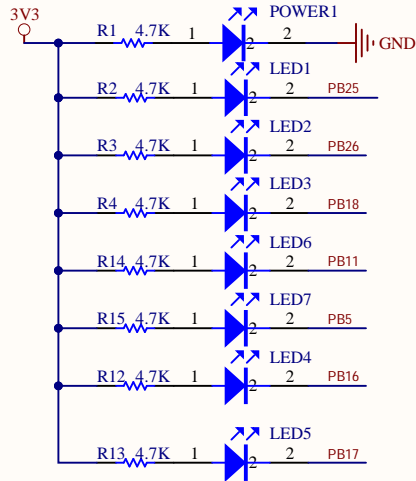 3V3
R1 4.7K 1 2 POWER1 2 GND
R2 4.7K 1 2 LED1 2 PB25
R3 4.7K 1 2 LED2 2 PB26
R4 4.7K 1 2 LED3 2 PB18
R14 4.7K 1 2 LED6 2 PB11
R15 4.7K 1 2 LED7 2 PB5
R12 4.7K 1 2 LED4 2 PB16
R13 4.7K 1 2 LED5 2 PB17